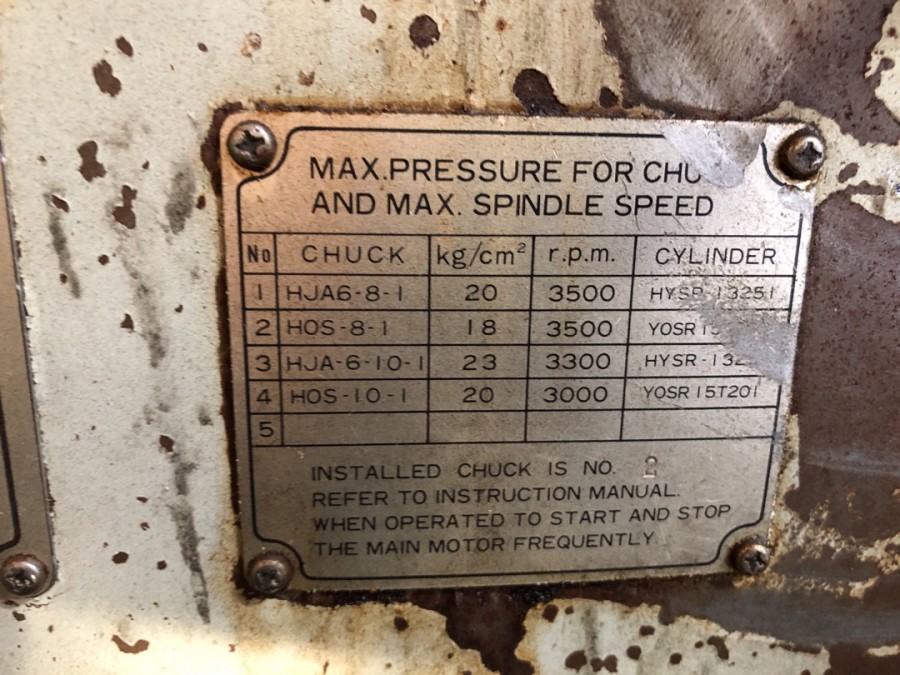 MAX.PRESSURE FOR
AND MAX. SPINDLE SPEED
No CHUCK kg/cm² r.p.m. CYLINDER
1 HJA6-8-1 20 3500
2 HOS-8-1 18 3500
3 HJA-6-10-1 23 3300
4 HOS-10-1 20 3000 YOSR 15T201
5
INSTALLED CHUCK IS NO. 2
REFER TO INSTRUCTION MANUAL.
WHEN OPERATED TO START AND STOP
THE MAIN MOTOR FREQUENTLY.